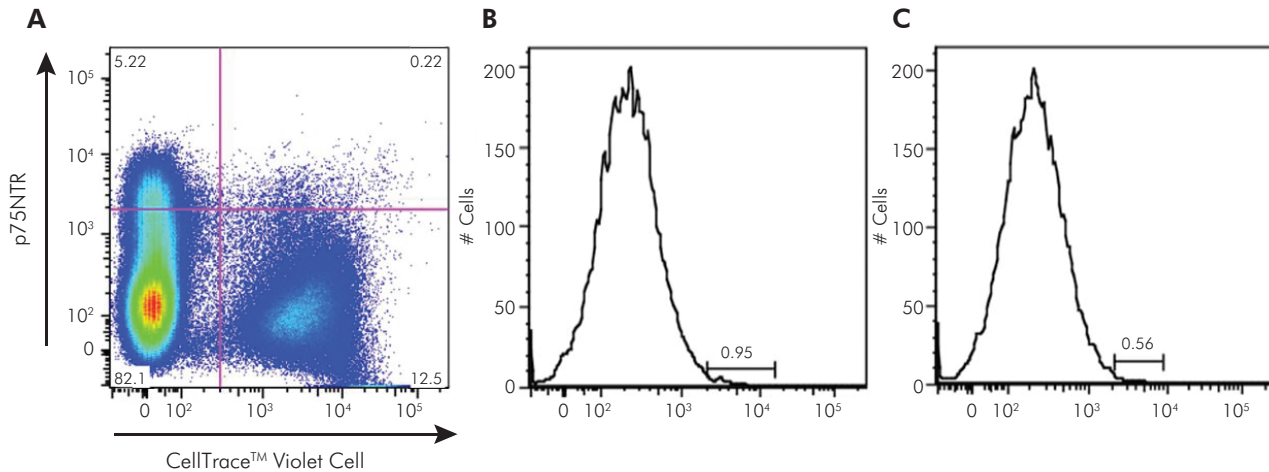 A
5.22
0.22
10⁵
10⁴
10³
10²
0
82.1
12.5
0 10² 10³ 10⁴ 10⁵
p75NTR
CellTrace™ Violet Cell
B
200
150
100
50
0
# Cells
0.95
0 10² 10³ 10⁴ 10⁵
C
200
150
100
50
0
# Cells
0.56
0 10² 10³ 10⁴ 10⁵